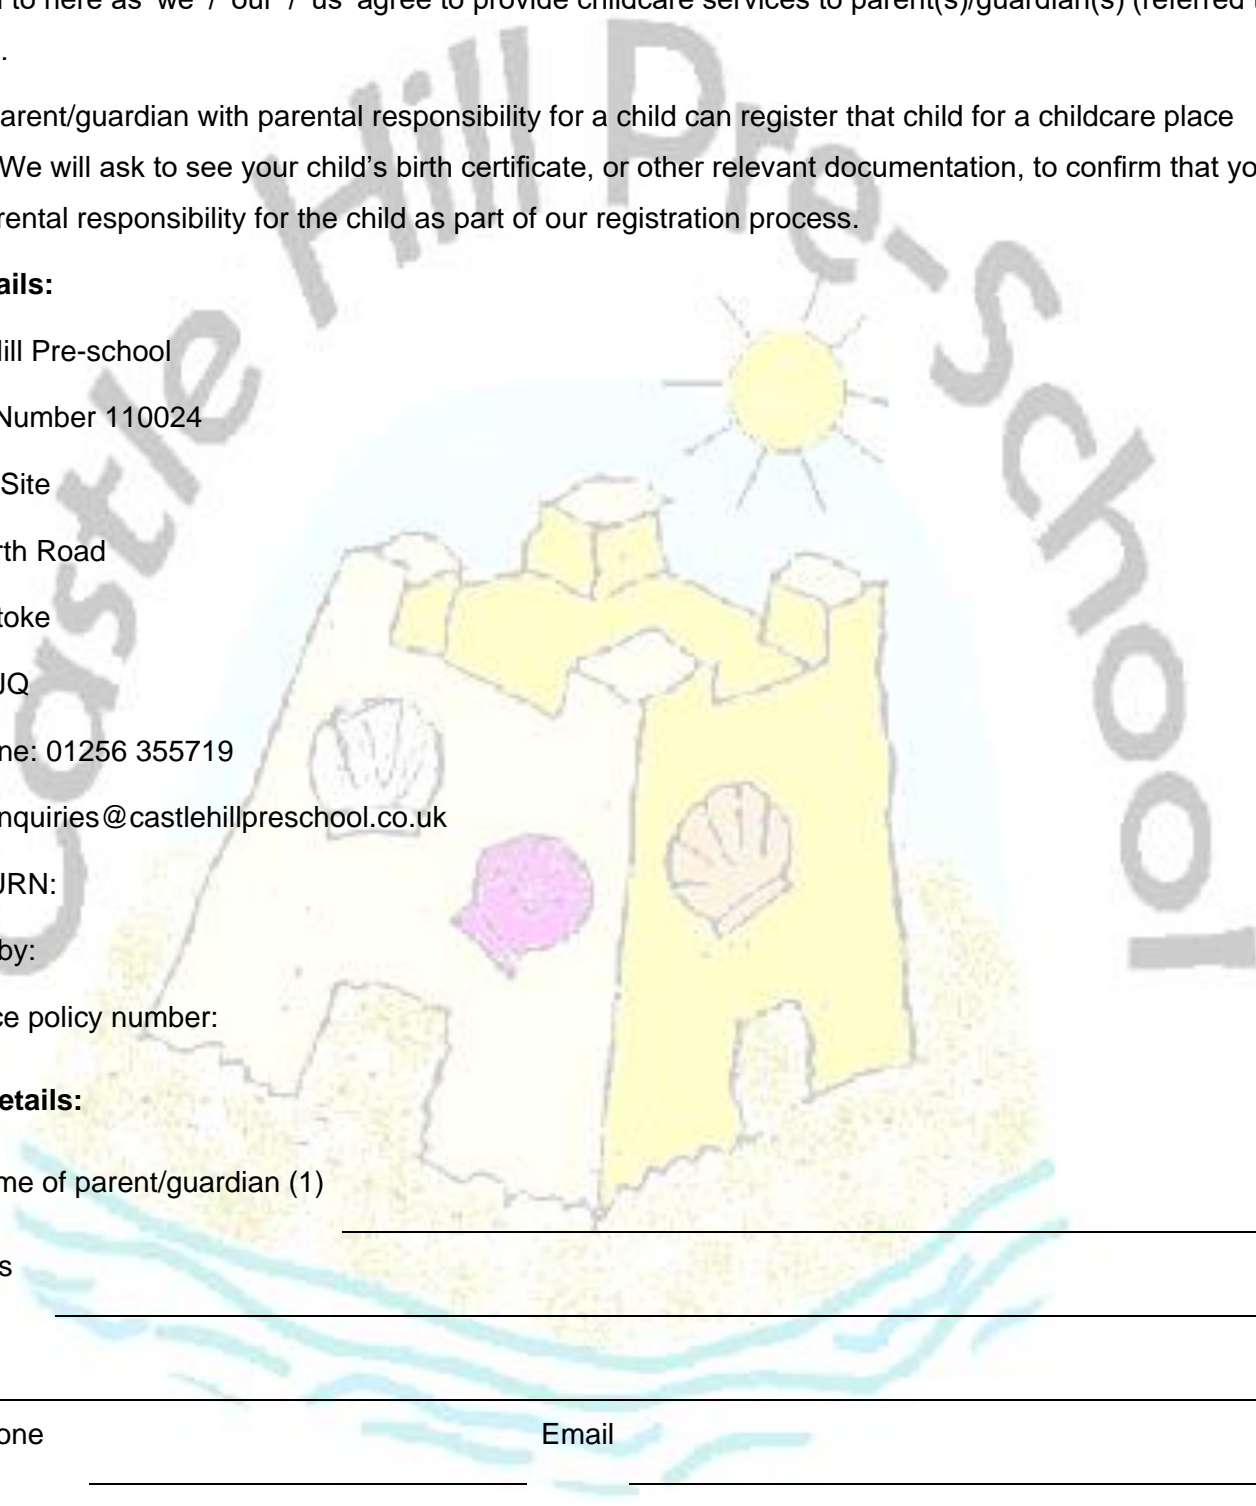 to here as 'we'/ 'our'/ 'us' agree to provide childcare services to parent(s)/guardian(s) (referred
.
arent/guardian with parental responsibility for a child can register that child for a childcare place
We will ask to see your child's birth certificate, or other relevant documentation, to confirm that yo
rental responsibility for the child as part of our registration process.
ails:
ill Pre-school
Number 110024
Site
rth Road
toke
JQ
ne: 01256 355719
nquiries@castlehillpreschool.co.uk
URN:
by:
ce policy number:
etails:
me of parent/guardian (1)
s
one Email
Castle Hill Pre-School